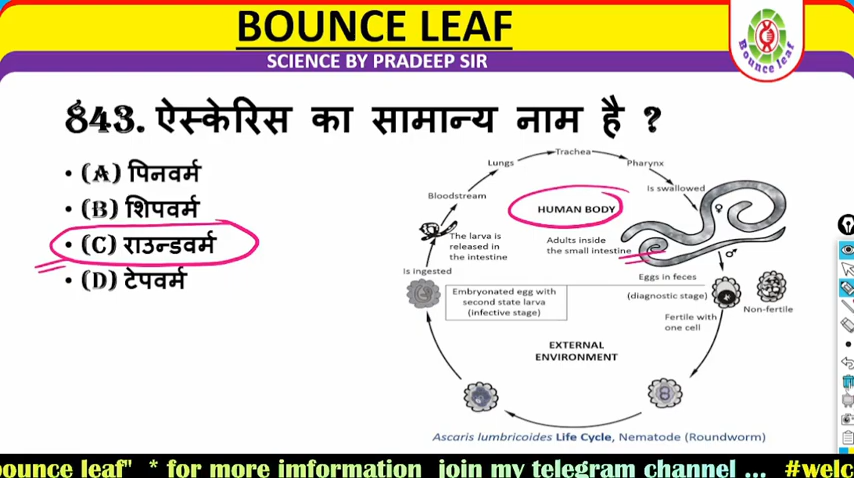 BOUNCE LEAF
SCIENCE BY PRADEEP SIR
Bounce leaf
843. ऐस्केरिस का सामान्य नाम है ?
• (A) पिनवर्म
• (B) शिपवर्म
• (C) राउन्डवर्म
• (D) टेपवर्म
Trachea
Lungs
Pharynx
Is swallowed
Bloodstream
HUMAN BODY
♀
The larva is
released in
the intestine
Adults inside
the small intestine
♂
Is ingested
Eggs in feces
(diagnostic stage)
Embryonated egg with
second state larva
(infective stage)
Non-fertile
Fertile with
one cell
EXTERNAL
ENVIRONMENT
Ascaris lumbricoides Life Cycle, Nematode (Roundworm)
bounce leaf" * for more imformation join my telegram channel ... #welc